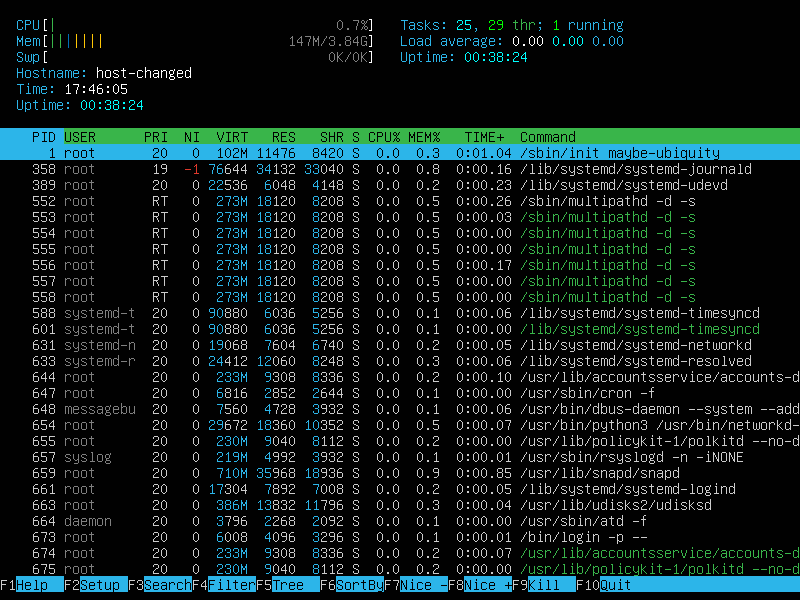 CPU[| 0.7%] Tasks: 25, 29 thr; 1 running
Mem[||||||| 147M/3.84G] Load average: 0.00 0.00 0.00
Swp[ 0K/0K] Uptime: 00:38:24
Hostname: host-changed
Time: 17:46:05
Uptime: 00:38:24
PID USER PRI NI VIRT RES SHR S CPU% MEM% TIME+ Command
1 root 20 0 102M 11476 8420 S 0.0 0.3 0:01.04 /sbin/init maybe-ubiquity
358 root 19 -1 76644 34132 33040 S 0.0 0.8 0:00.16 /lib/systemd/systemd-journald
389 root 20 0 22536 6048 4148 S 0.0 0.2 0:00.23 /lib/systemd/systemd-udevd
552 root RT 0 273M 18120 8208 S 0.0 0.5 0:00.26 /sbin/multipathd -d -s
553 root RT 0 273M 18120 8208 S 0.0 0.5 0:00.03 /sbin/multipathd -d -s
554 root RT 0 273M 18120 8208 S 0.0 0.5 0:00.00 /sbin/multipathd -d -s
555 root RT 0 273M 18120 8208 S 0.0 0.5 0:00.00 /sbin/multipathd -d -s
556 root RT 0 273M 18120 8208 S 0.0 0.5 0:00.17 /sbin/multipathd -d -s
557 root RT 0 273M 18120 8208 S 0.0 0.5 0:00.00 /sbin/multipathd -d -s
558 root RT 0 273M 18120 8208 S 0.0 0.5 0:00.00 /sbin/multipathd -d -s
588 systemd-t 20 0 90880 6036 5256 S 0.0 0.1 0:00.06 /lib/systemd/systemd-timesyncd
601 systemd-t 20 0 90880 6036 5256 S 0.0 0.1 0:00.00 /lib/systemd/systemd-timesyncd
631 systemd-n 20 0 19068 7604 6740 S 0.0 0.2 0:00.05 /lib/systemd/systemd-networkd
633 systemd-r 20 0 24412 12060 8248 S 0.0 0.3 0:00.06 /lib/systemd/systemd-resolved
644 root 20 0 233M 9308 8336 S 0.0 0.2 0:00.10 /usr/lib/accountsservice/accounts-d
647 root 20 0 6816 2852 2644 S 0.0 0.1 0:00.00 /usr/sbin/cron -f
648 messagebu 20 0 7560 4728 3932 S 0.0 0.1 0:00.06 /usr/bin/dbus-daemon --system --add
654 root 20 0 29672 18360 10352 S 0.0 0.5 0:00.07 /usr/bin/python3 /usr/bin/networkd-
655 root 20 0 230M 9040 8112 S 0.0 0.2 0:00.00 /usr/lib/policykit-1/polkitd --no-d
657 syslog 20 0 219M 4992 3932 S 0.0 0.1 0:00.01 /usr/sbin/rsyslogd -n -iNONE
659 root 20 0 710M 35968 18936 S 0.0 0.9 0:00.85 /usr/lib/snapd/snapd
661 root 20 0 17304 7892 7008 S 0.0 0.2 0:00.05 /lib/systemd/systemd-logind
663 root 20 0 386M 13832 11796 S 0.0 0.3 0:00.04 /usr/lib/udisks2/udisksd
664 daemon 20 0 3796 2268 2092 S 0.0 0.1 0:00.00 /usr/sbin/atd -f
673 root 20 0 6008 4096 3296 S 0.0 0.1 0:00.01 /bin/login -p --
674 root 20 0 233M 9308 8336 S 0.0 0.2 0:00.07 /usr/lib/accountsservice/accounts-d
675 root 20 0 230M 9040 8112 S 0.0 0.2 0:00.00 /usr/lib/policykit-1/polkitd --no-d
F1Help F2Setup F3SearchF4FilterF5Tree F6SortByF7Nice -F8Nice +F9Kill F10Quit